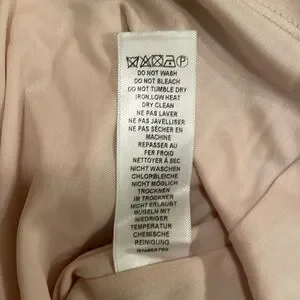 DO NOT WASH
DO NOT BLEACH
DO NOT TUMBLE DRY
IRON LOW HEAT
DRY CLEAN
NE PAS LAVER
NE PAS JAVELLISER
NE PAS SÉCHER EN
MACHINE
REPASSER AU
FER FROID
NETTOYER À SEC
NICHT WASCHEN
CHLORBLEICHE
NICHT MÖGLICH
TROCKNEN
IM TROCKNER
NICHT ERLAUBT
BÜGELN MIT
NIEDRIGER
TEMPERATUR
CHEMISCHE
REINIGUNG